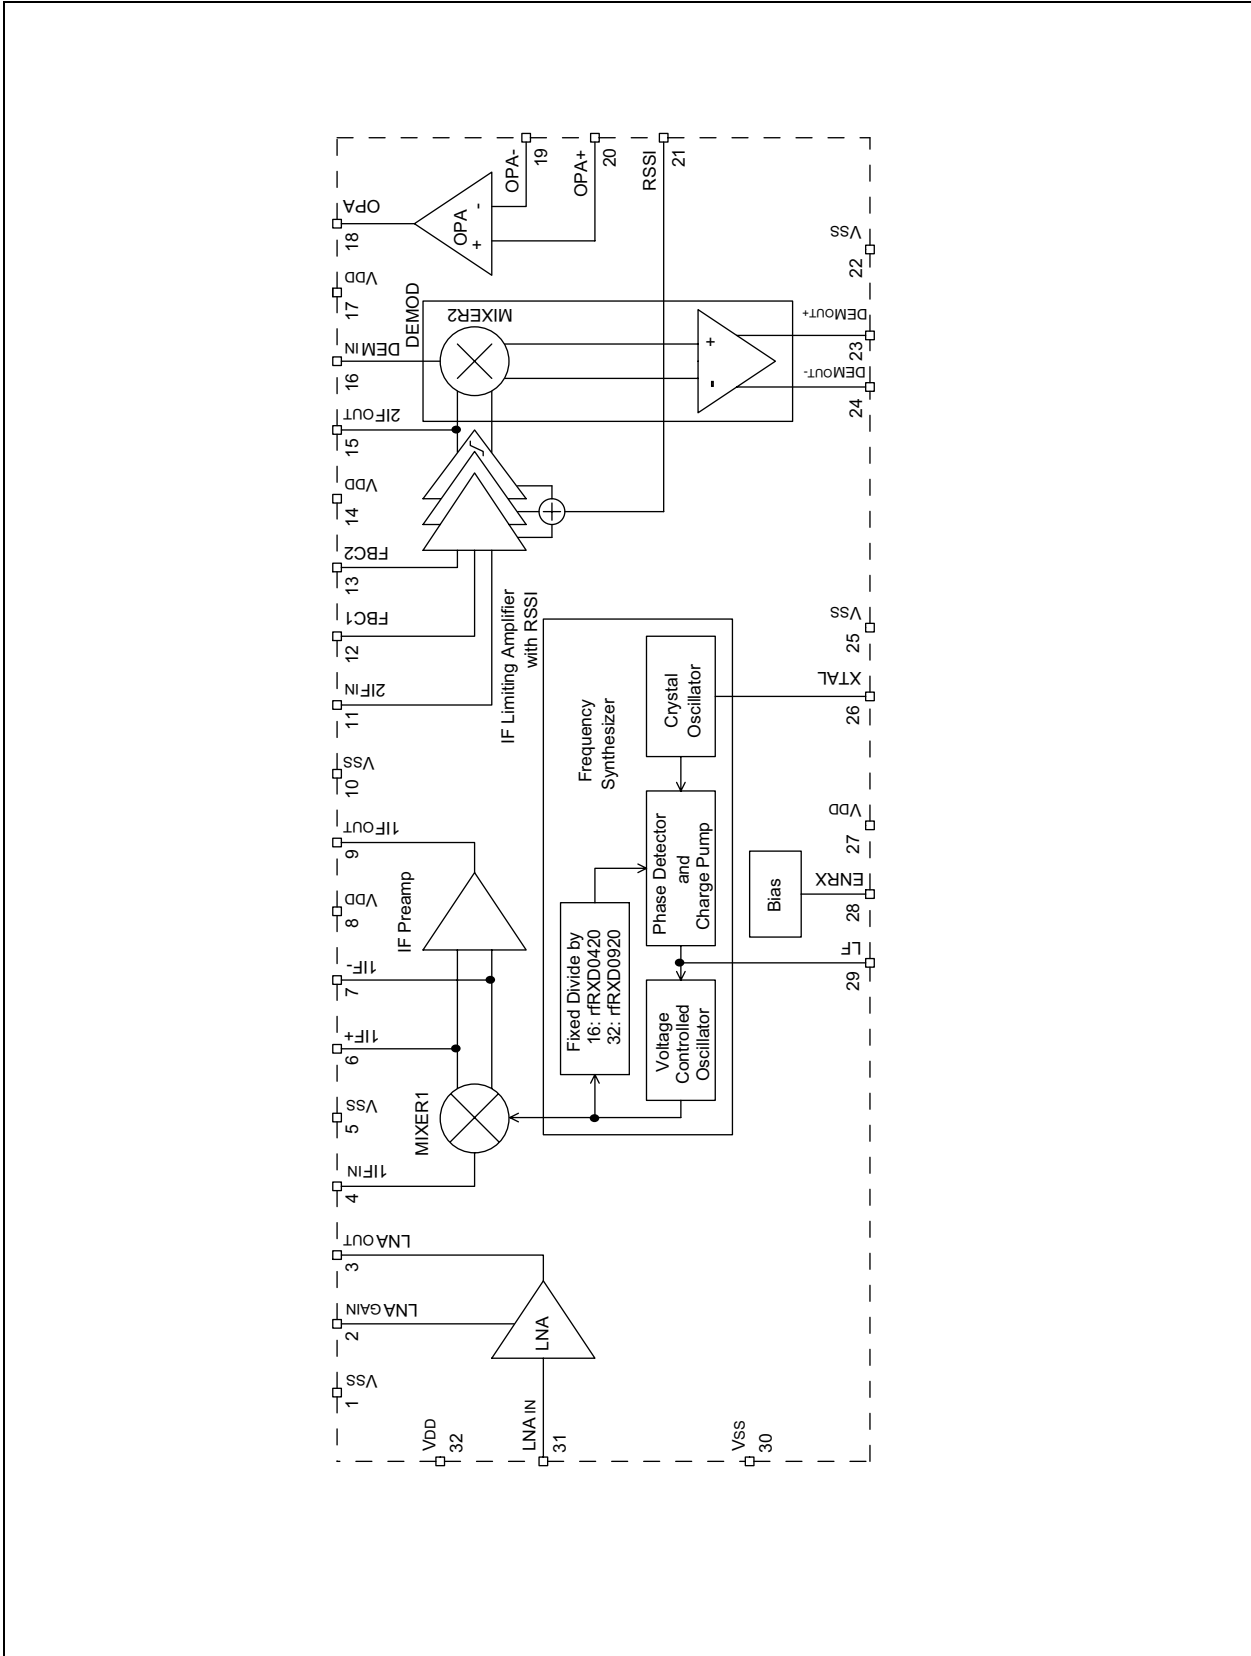 OPA
18
VDD
17
DEMIN
16
2IFOUT
15
VDD
14
FBC2
13
FBC1
12
2IFIN
11
VSS
10
1IFOUT
9
VDD
8
1IF-
7
1IF+
6
VSS
5
1IFIN
4
LNAOUT
3
LNAGAIN
2
VSS
1
VDD
32
LNAIN
31
VSS
30
OPA-
19
OPA+
20
RSSI
21
VSS
22
DEMOUT+
23
DEMOUT-
24
VSS
25
XTAL
26
VDD
27
ENRX
28
LF
29
LNA
MIXER1
IF Preamp
IF Limiting Amplifier
with RSSI
DEMOD
MIXER2
+
-
OPA
+
-
Frequency
Synthesizer
Crystal
Oscillator
Phase Detector
and
Charge Pump
Fixed Divide by
16: rfRXD0420
32: rfRXD0920
Voltage
Controlled
Oscillator
Bias